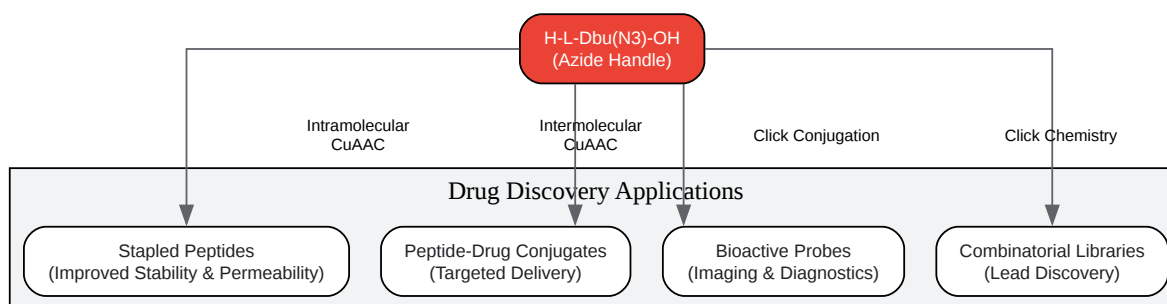 H-L-Dbu(N3)-OH
(Azide Handle)
Intramolecular
CuAAC
Intermolecular
CuAAC
Click Conjugation
Click Chemistry
Drug Discovery Applications
Stapled Peptides
(Improved Stability & Permeability)
Peptide-Drug Conjugates
(Targeted Delivery)
Bioactive Probes
(Imaging & Diagnostics)
Combinatorial Libraries
(Lead Discovery)